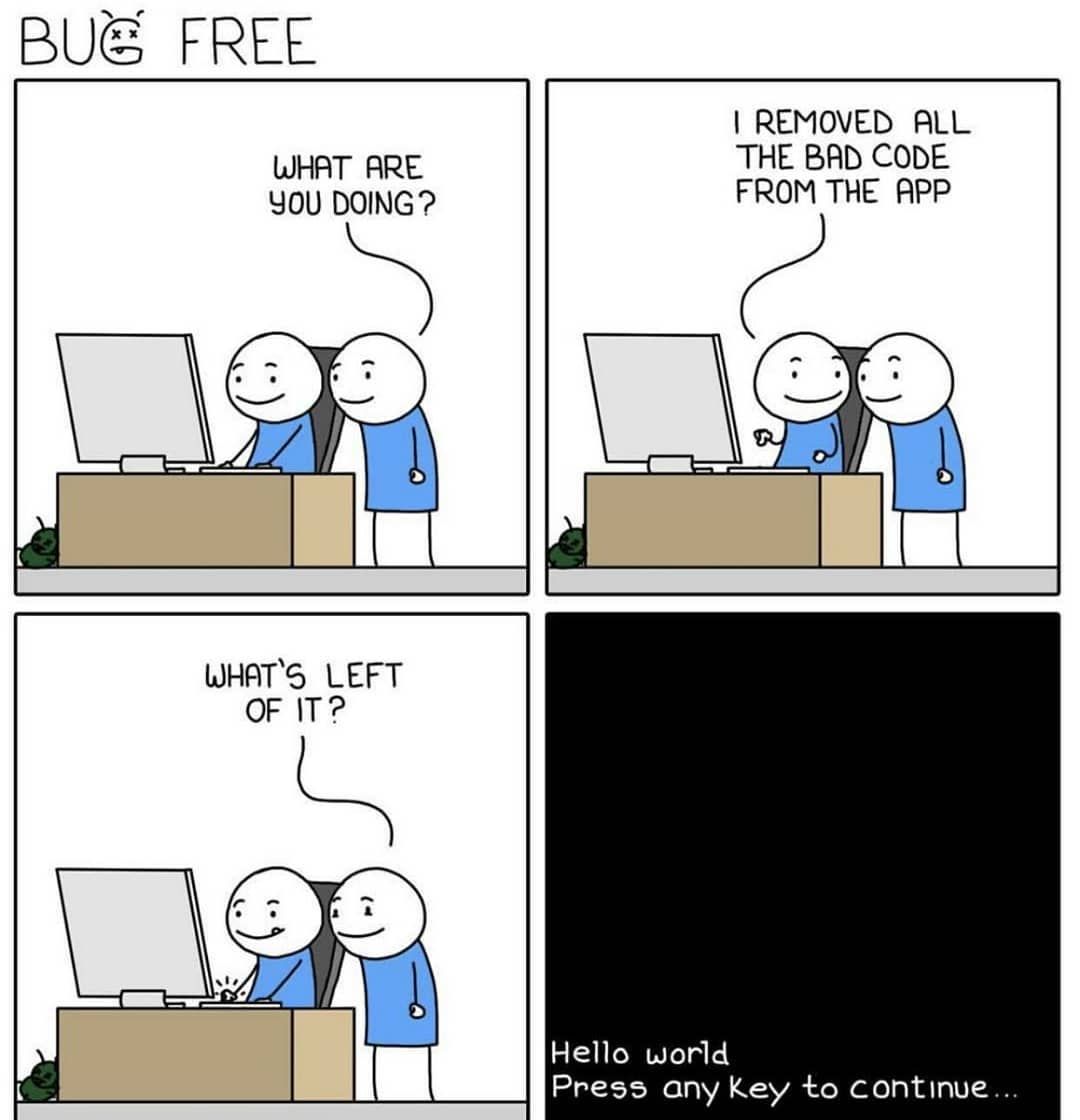 BUG FREE
WHAT ARE
YOU DOING?
I REMOVED ALL
THE BAD CODE
FROM THE APP
WHAT'S LEFT
OF IT?
Hello world
Press any key to continue...